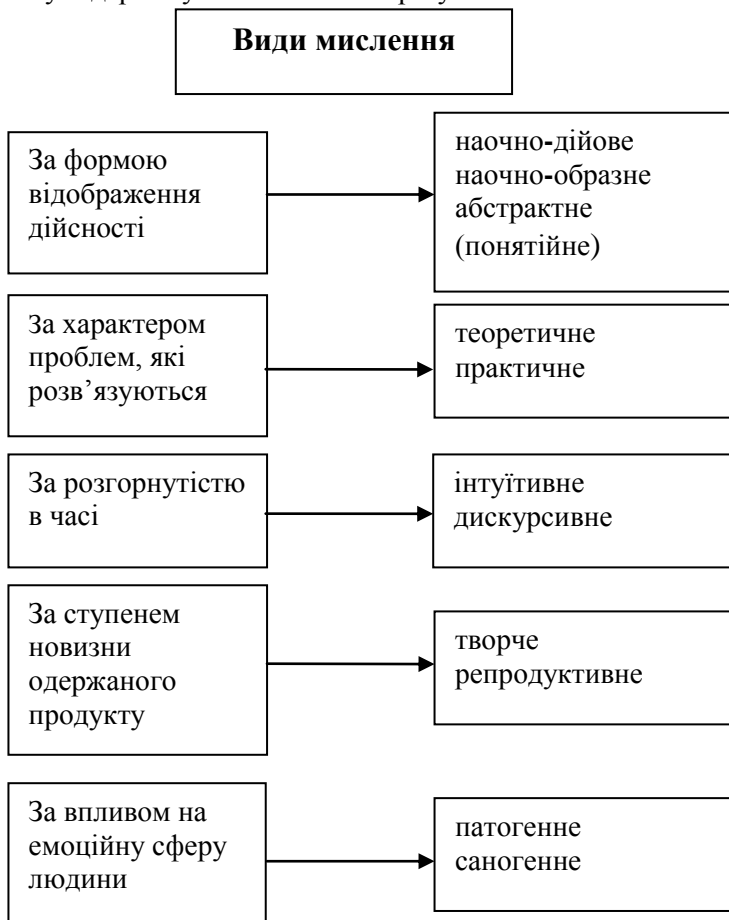 Види мислення
За формою
відображення
дійсності
наочно-дійове
наочно-образне
абстрактне
(понятійне)
За характером
проблем, які
розв’язуються
теоретичне
практичне
За розгорнутістю
в часі
інтуїтивне
дискурсивне
За ступенем
новизни
одержаного
продукту
творче
репродуктивне
За впливом на
емоційну сферу
людини
патогенне
саногенне